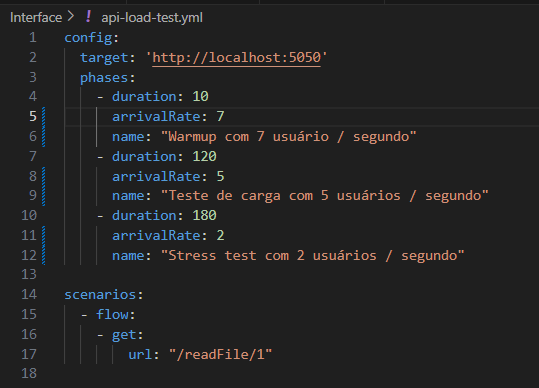 Interface > ! api-load-test.yml
1 config:
2 target: 'http://localhost:5050'
3 phases:
4 - duration: 10
5 arrivalRate: 7
6 name: "Warmup com 7 usuário / segundo"
7 - duration: 120
8 arrivalRate: 5
9 name: "Teste de carga com 5 usuários / segundo"
10 - duration: 180
11 arrivalRate: 2
12 name: "Stress test com 2 usuários / segundo"
13
14 scenarios:
15 - flow:
16 - get:
17 url: "/readFile/1"
18